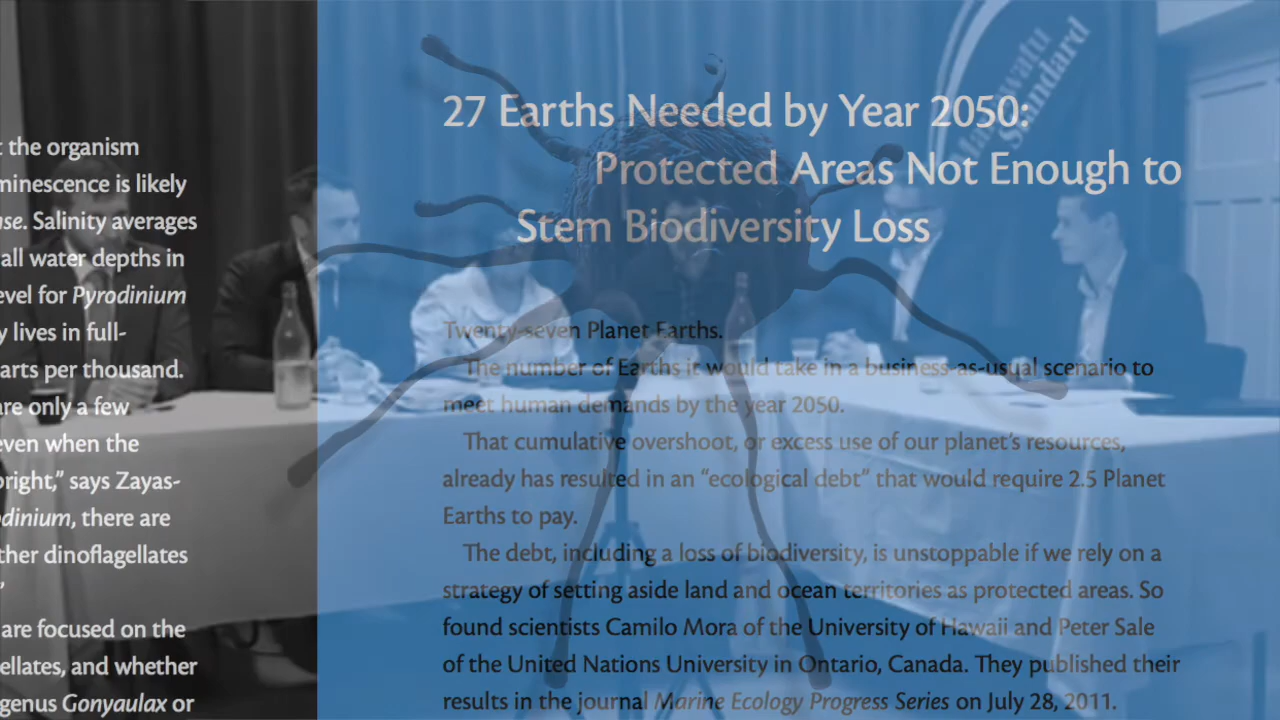 t the organism
minescence is likely
use. Salinity averages
all water depths in
evel for Pyrodinium
y lives in full-
arts per thousand.
are only a few
even when the
bright,” says Zayas-
dinium, there are
ther dinoflagellates
”
are focused on the
ellates, and whether
genus Gonyaulax or
27 Earths Needed by Year 2050:
Protected Areas Not Enough to
Stem Biodiversity Loss
Twenty-seven Planet Earths.
The number of Earths it would take in a business-as-usual scenario to
meet human demands by the year 2050.
That cumulative overshoot, or excess use of our planet’s resources,
already has resulted in an “ecological debt” that would require 2.5 Planet
Earths to pay.
The debt, including a loss of biodiversity, is unstoppable if we rely on a
strategy of setting aside land and ocean territories as protected areas. So
found scientists Camilo Mora of the University of Hawaii and Peter Sale
of the United Nations University in Ontario, Canada. They published their
results in the journal Marine Ecology Progress Series on July 28, 2011.
Manawatu
Standard